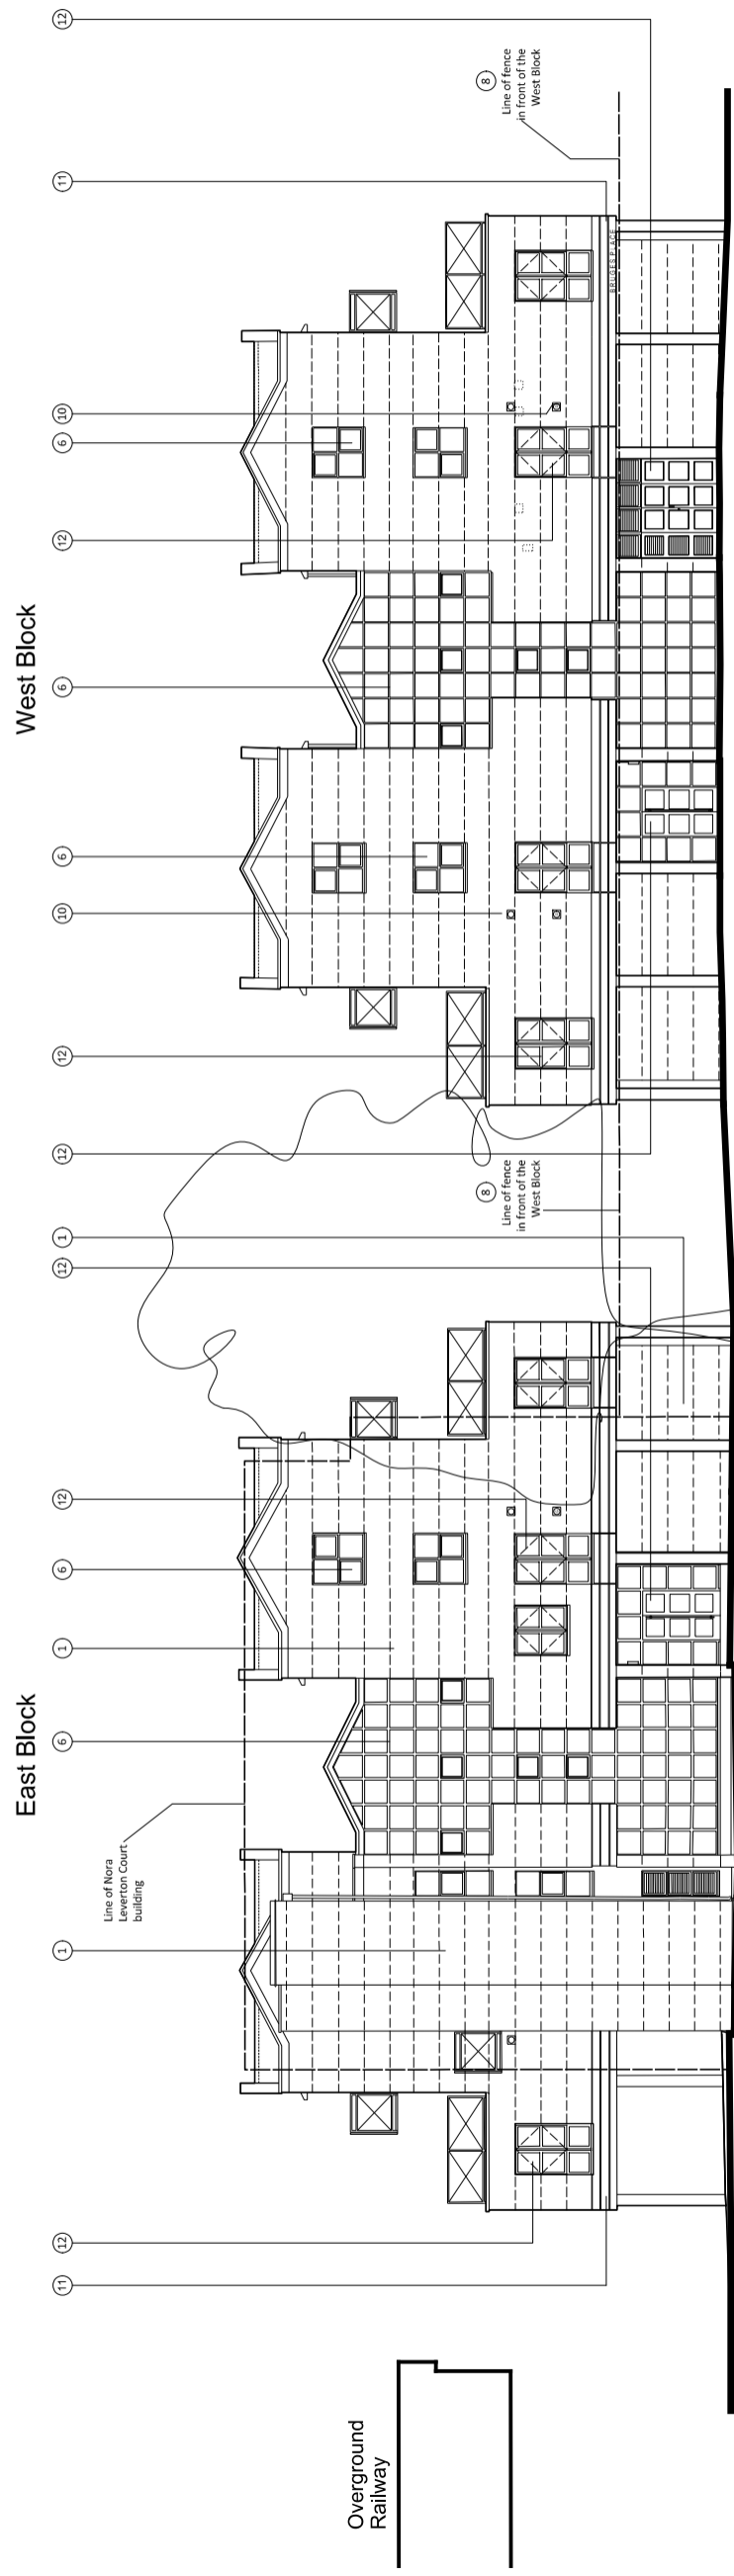 East Block
West Block
11
12
1
6
1
6
12
12
1
12
12
10
6
6
12
6
10
11
12
Line of Nora
Leverton Court
building
Overground
Railway
8
Line of fence
in front of the
West Block
8
Line of fence
in front of the
West Block
BRUGES PLACE